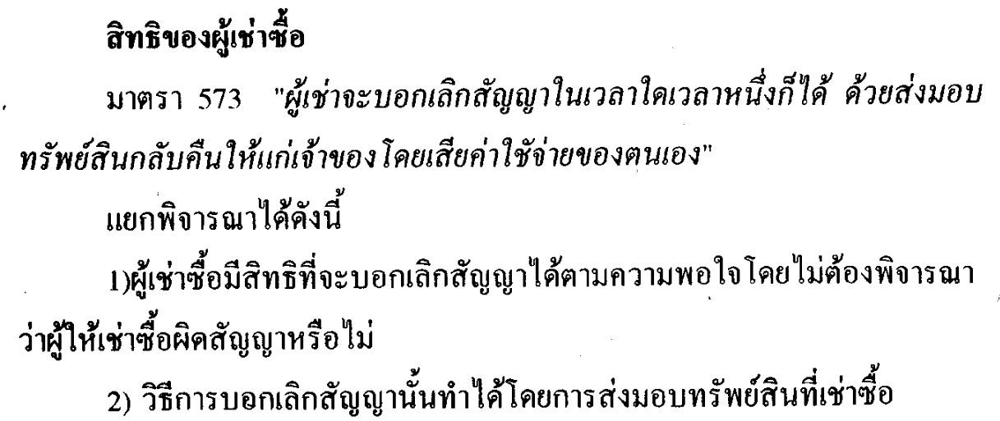 สิทธิของผู้เช่าซื้อ
มาตรา 573 "ผู้เช่าจะบอกเลิกสัญญาในเวลาใดเวลาหนึ่งก็ได้ ด้วยส่งมอบ
ทรัพย์สินกลับคืนให้แก่เจ้าของโดยเสียค่าใช้จ่ายของตนเอง"
แยกพิจารณาได้ดังนี้
1)ผู้เช่าซื้อมีสิทธิที่จะบอกเลิกสัญญาได้ตามความพอใจโดยไม่ต้องพิจารณา
ว่าผู้ให้เช่าซื้อผิดสัญญาหรือไม่
2) วิธีการบอกเลิกสัญญานั้นทำได้โดยการส่งมอบทรัพย์สินที่เช่าซื้อ